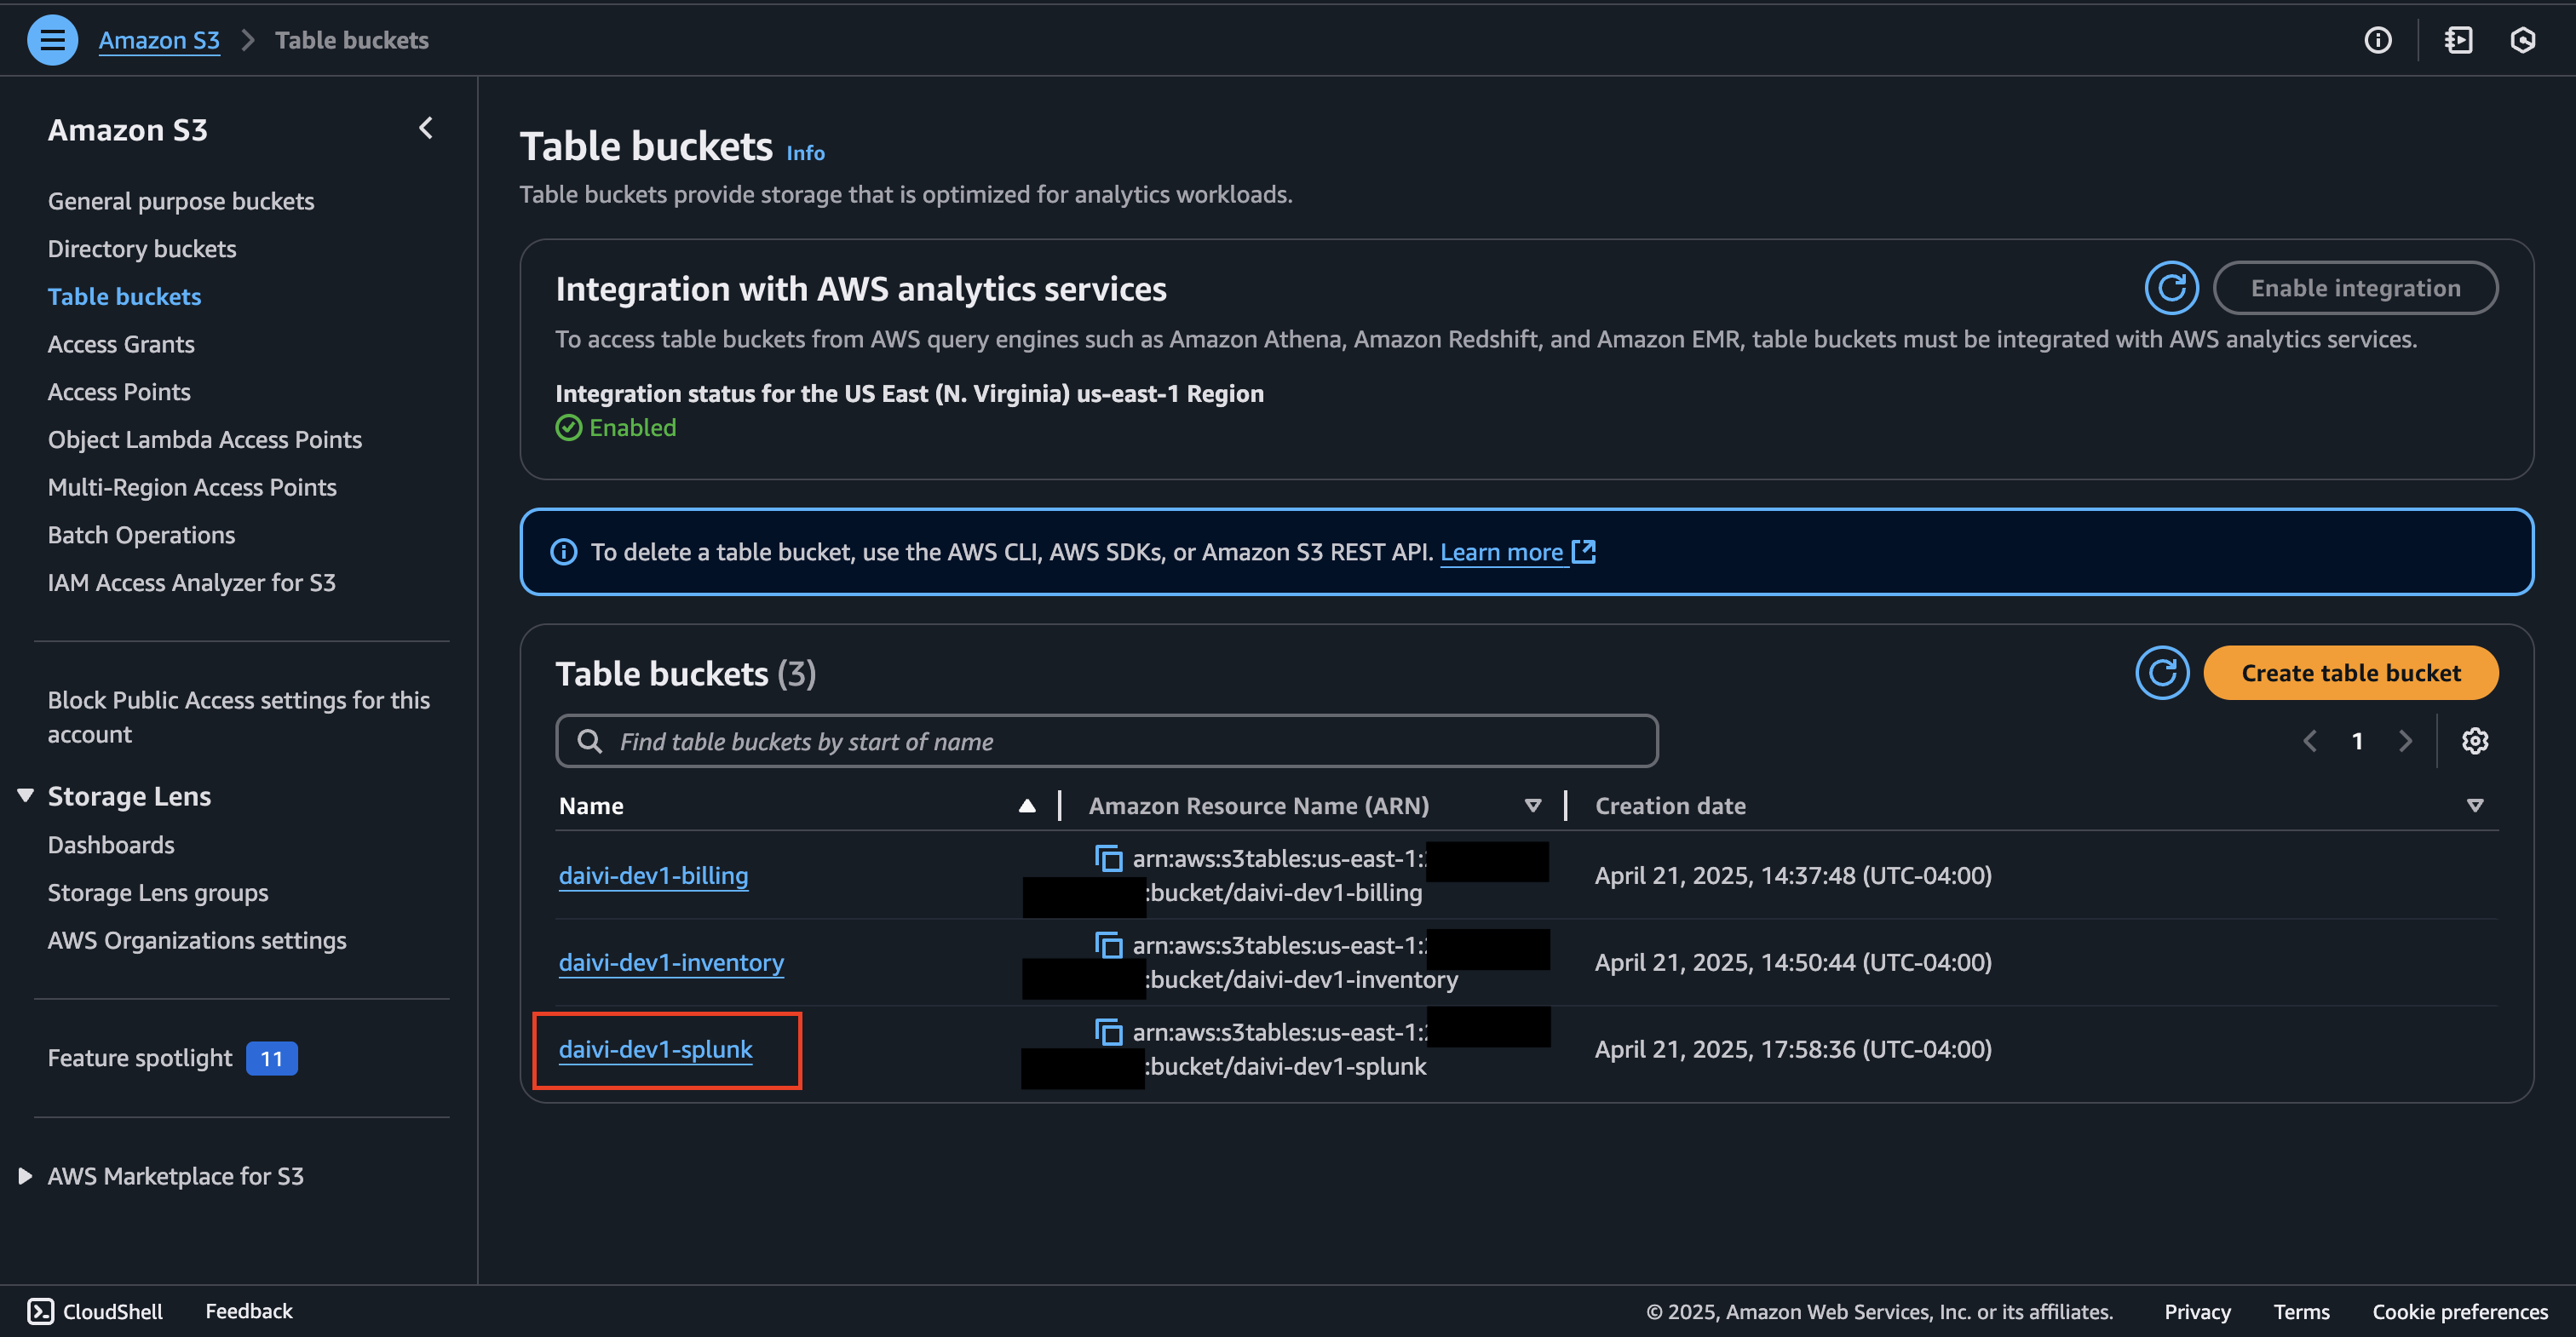 Amazon S3 Table buckets
Amazon S3
General purpose buckets
Directory buckets
Table buckets
Access Grants
Access Points
Object Lambda Access Points
Multi-Region Access Points
Batch Operations
IAM Access Analyzer for S3
Block Public Access settings for this
account
Storage Lens
Dashboards
Storage Lens groups
AWS Organizations settings
Feature spotlight 11
AWS Marketplace for S3
Table buckets Info
Table buckets provide storage that is optimized for analytics workloads.
Integration with AWS analytics services
Enable integration
To access table buckets from AWS query engines such as Amazon Athena, Amazon Redshift, and Amazon EMR, table buckets must be integrated with AWS analytics services.
Integration status for the US East (N. Virginia) us-east-1 Region
Enabled
To delete a table bucket, use the AWS CLI, AWS SDKs, or Amazon S3 REST API. Learn more
Table buckets (3)
Create table bucket
Find table buckets by start of name
1
Name Amazon Resource Name (ARN) Creation date
daivi-dev1-billing
arn:aws:s3tables:us-east-1:
:bucket/daivi-dev1-billing
April 21, 2025, 14:37:48 (UTC-04:00)
daivi-dev1-inventory
arn:aws:s3tables:us-east-1:
:bucket/daivi-dev1-inventory
April 21, 2025, 14:50:44 (UTC-04:00)
daivi-dev1-splunk
arn:aws:s3tables:us-east-1:
:bucket/daivi-dev1-splunk
April 21, 2025, 17:58:36 (UTC-04:00)
CloudShell Feedback
© 2025, Amazon Web Services, Inc. or its affiliates. Privacy Terms Cookie preferences